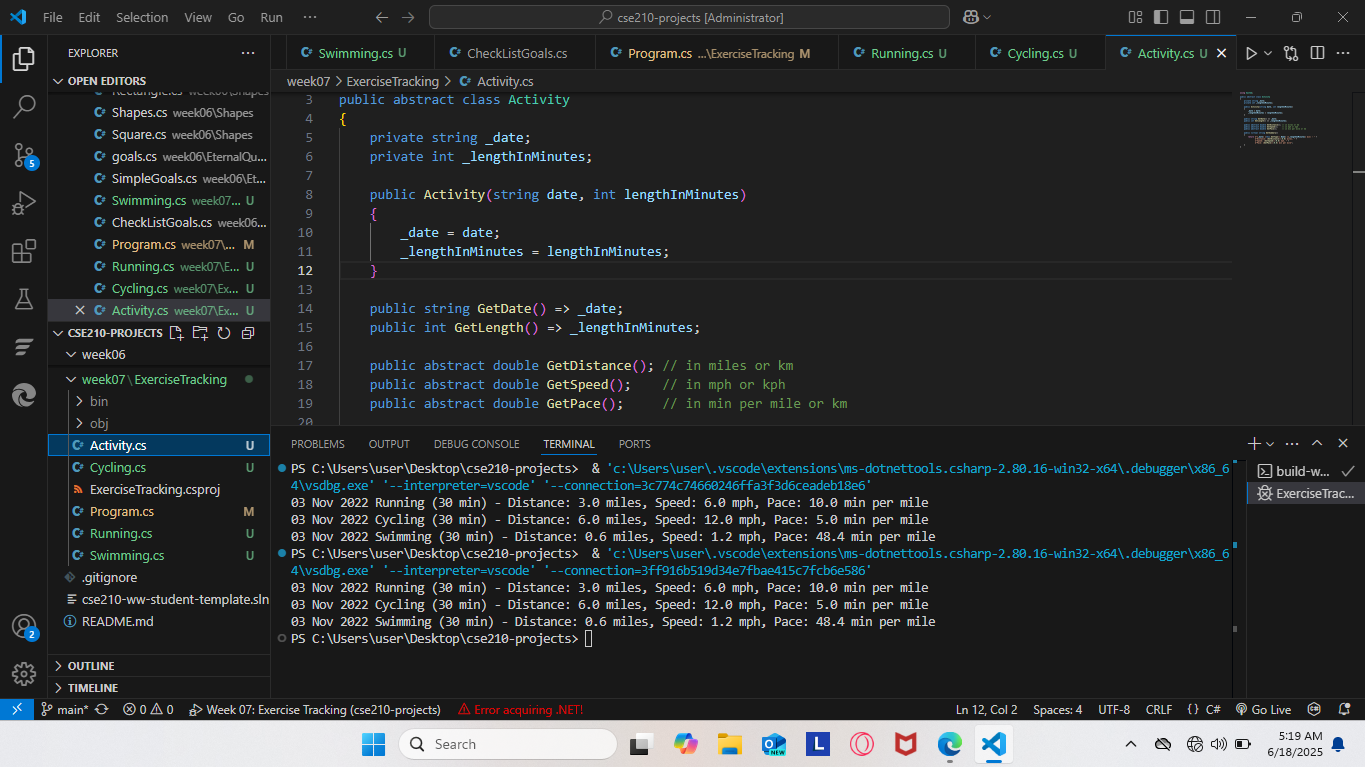 File Edit Selection View Go Run ··· cse210-projects [Administrator]
EXPLORER
Swimming.cs U CheckListGoals.cs Program.cs ...\ExerciseTracking M Running.cs U Cycling.cs U Activity.cs U
OPEN EDITORS
Rectangle.cs week06\Shapes
Shapes.cs week06\Shapes
Square.cs week06\Shapes
goals.cs week06\EternalQu...
SimpleGoals.cs week06\Et...
Swimming.cs week07... U
CheckListGoals.cs week06...
Program.cs week07\... M
Running.cs week07\E... U
Cycling.cs week07\Ex... U
Activity.cs week07\Ex... U
CSE210-PROJECTS
week06
week07\ExerciseTracking
bin
obj
Activity.cs U
Cycling.cs U
ExerciseTracking.csproj
Program.cs M
Running.cs U
Swimming.cs U
.gitignore
cse210-ww-student-template.sln
README.md
OUTLINE
TIMELINE
5
2
week07 > ExerciseTracking > Activity.cs
3 public abstract class Activity
4 {
5 private string _date;
6 private int _lengthInMinutes;
7
8 public Activity(string date, int lengthInMinutes)
9 {
10 _date = date;
11 _lengthInMinutes = lengthInMinutes;
12 }
13
14 public string GetDate() => _date;
15 public int GetLength() => _lengthInMinutes;
16
17 public abstract double GetDistance(); // in miles or km
18 public abstract double GetSpeed(); // in mph or kph
19 public abstract double GetPace(); // in min per mile or km
20
PROBLEMS OUTPUT DEBUG CONSOLE TERMINAL PORTS
build-w...
ExerciseTrac...
PS C:\Users\user\Desktop\cse210-projects> & 'c:\Users\user\.vscode\extensions\ms-dotnettools.csharp-2.80.16-win32-x64\.debugger\x86_6
4\vsdbg.exe' '--interpreter=vscode' '--connection=3c774c74660246ffa3f3d6ceadeb18e6'
03 Nov 2022 Running (30 min) - Distance: 3.0 miles, Speed: 6.0 mph, Pace: 10.0 min per mile
03 Nov 2022 Cycling (30 min) - Distance: 6.0 miles, Speed: 12.0 mph, Pace: 5.0 min per mile
03 Nov 2022 Swimming (30 min) - Distance: 0.6 miles, Speed: 1.2 mph, Pace: 48.4 min per mile
PS C:\Users\user\Desktop\cse210-projects> & 'c:\Users\user\.vscode\extensions\ms-dotnettools.csharp-2.80.16-win32-x64\.debugger\x86_6
4\vsdbg.exe' '--interpreter=vscode' '--connection=3ff916b519d34e7fbae415c7fcb6e586'
03 Nov 2022 Running (30 min) - Distance: 3.0 miles, Speed: 6.0 mph, Pace: 10.0 min per mile
03 Nov 2022 Cycling (30 min) - Distance: 6.0 miles, Speed: 12.0 mph, Pace: 5.0 min per mile
03 Nov 2022 Swimming (30 min) - Distance: 0.6 miles, Speed: 1.2 mph, Pace: 48.4 min per mile
PS C:\Users\user\Desktop\cse210-projects>
main* 0 0 Week 07: Exercise Tracking (cse210-projects) Error acquiring .NET! Ln 12, Col 2 Spaces: 4 UTF-8 CRLF {} C# Go Live
Search
NEW
L
5:19 AM
6/18/2025